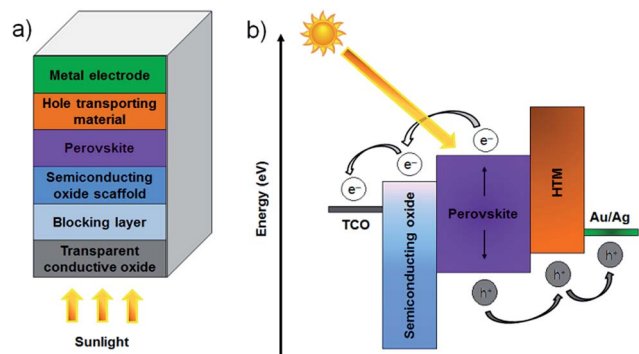 a)
Metal electrode
Hole transporting
material
Perovskite
Semiconducting
oxide scaffold
Blocking layer
Transparent
conductive oxide
Sunlight
b)
Energy (eV)
e⁻
e⁻
e⁻
TCO
Semiconducting oxide
Perovskite
HTM
Au/Ag
h⁺
h⁺
h⁺